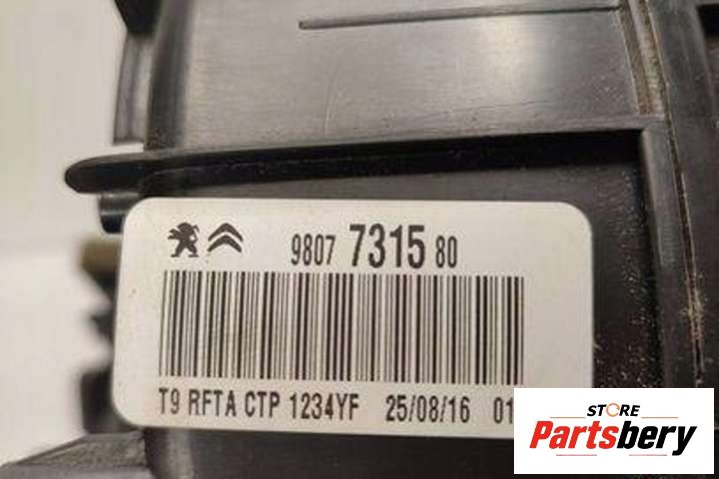 9807 7315 80
T9 RFTA CTP 1234YF 25/08/16 01
STORE
Partsbery